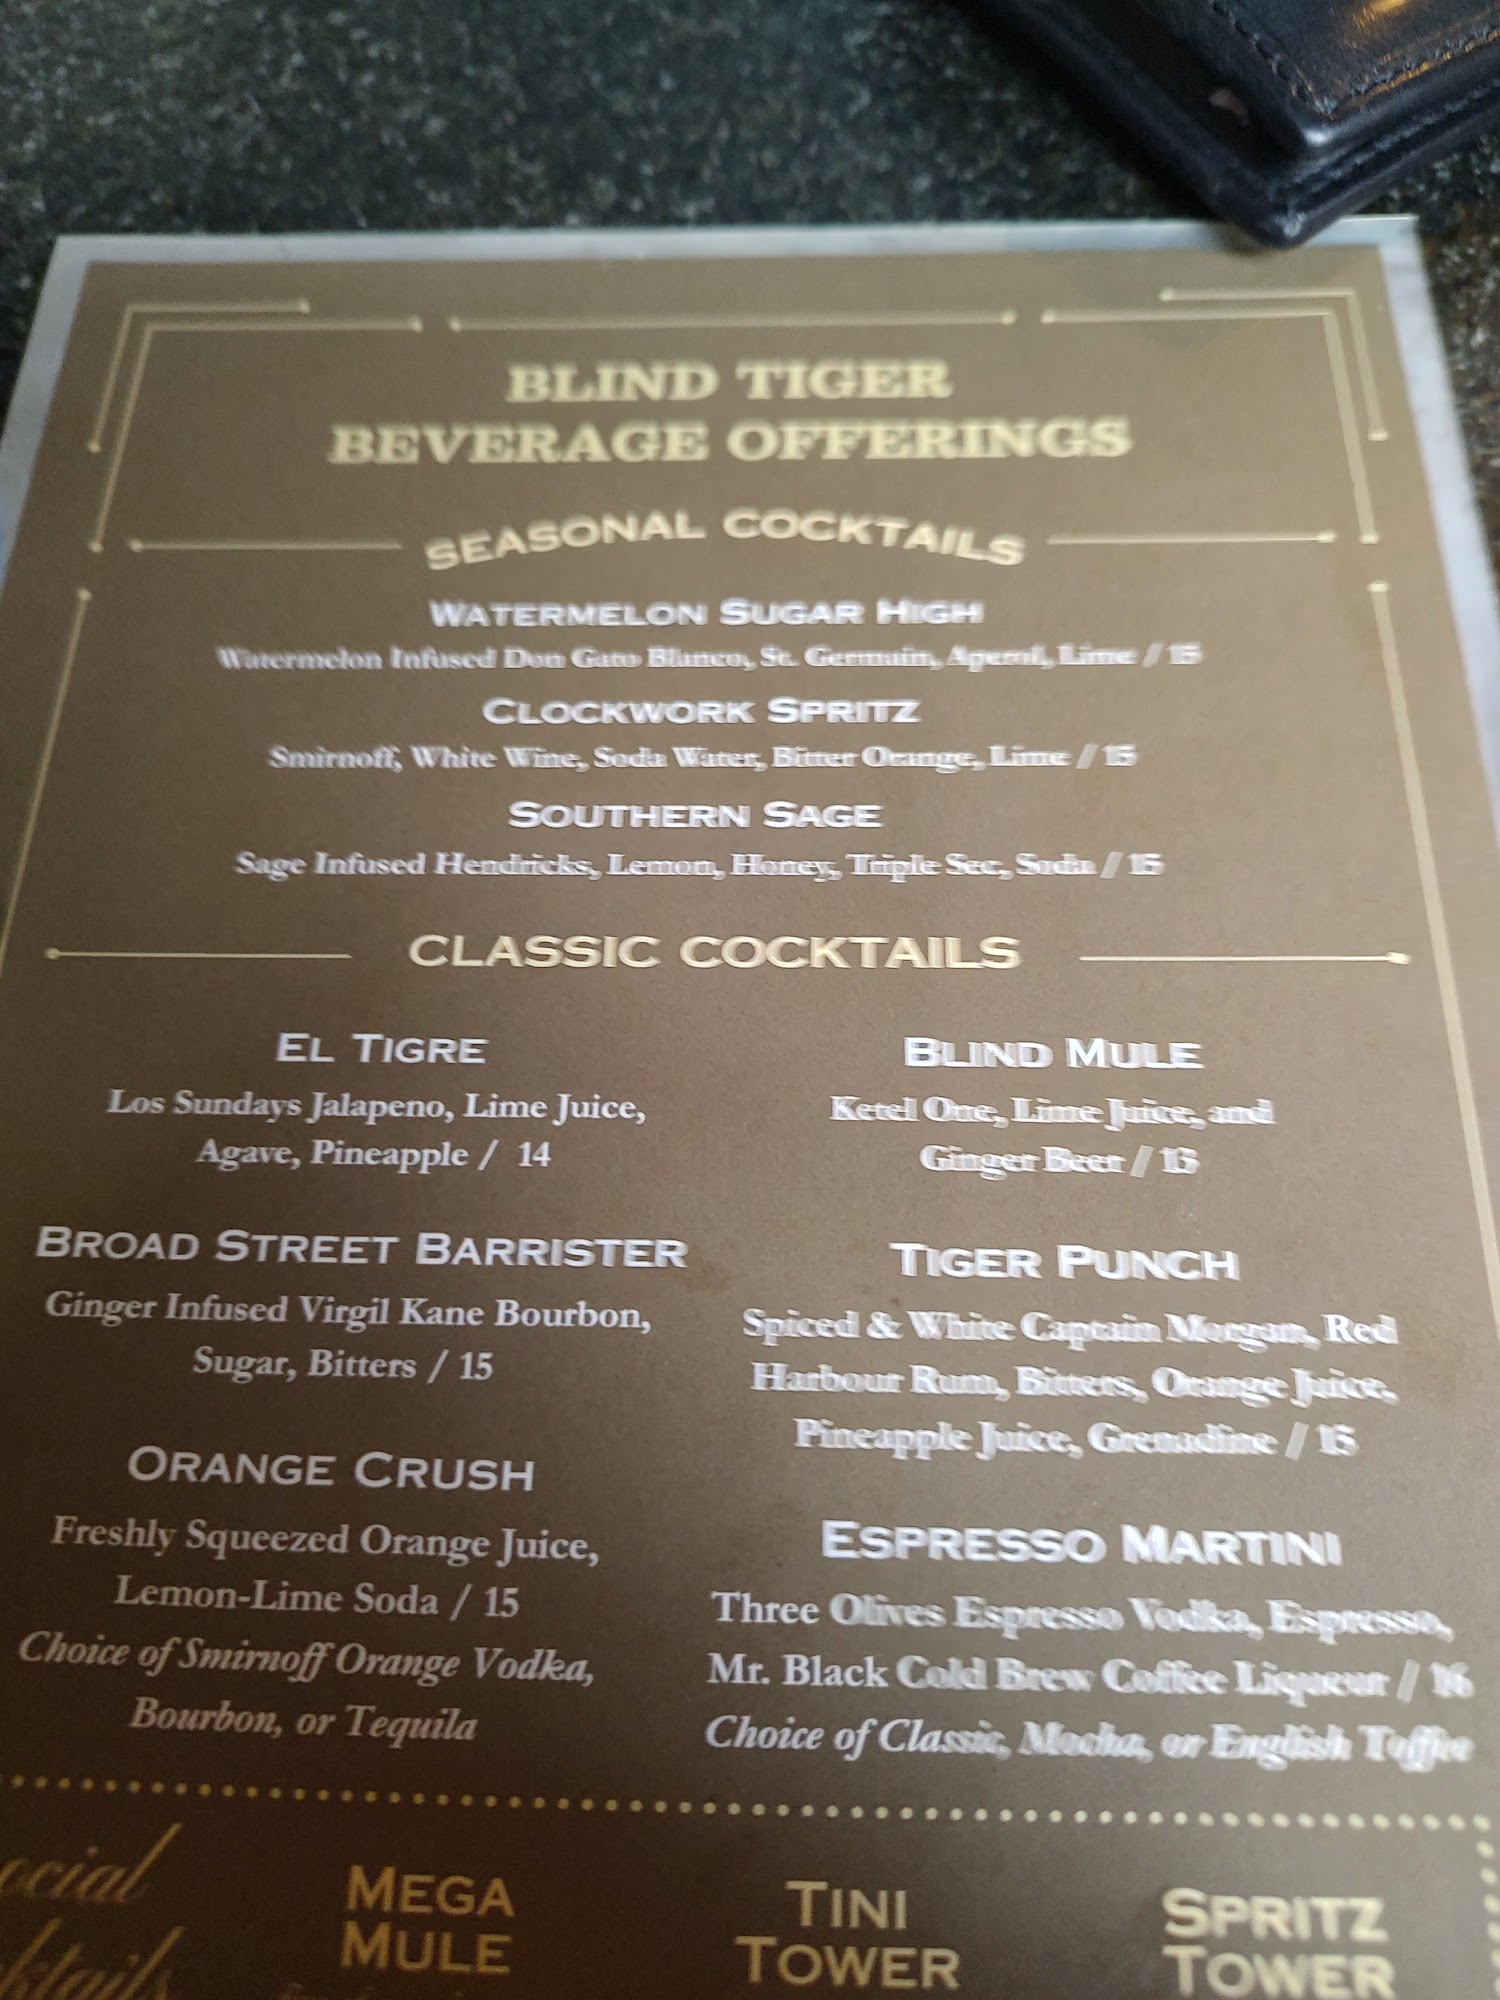 BLIND TIGER
BEVERAGE OFFERINGS
SEASONAL COCKTAILS
WATERMELON SUGAR HIGH
Watermelon Infused Don Gato Blanco, St. Germain, Aperol, Lime / 15
CLOCKWORK SPRITZ
Smirnoff, White Wine, Soda Water, Bitter Orange, Lime / 15
SOUTHERN SAGE
Sage Infused Hendricks, Lemon, Honey, Triple Sec, Soda / 15
CLASSIC COCKTAILS
EL TIGRE
Los Sundays Jalapeno, Lime Juice,
Agave, Pineapple / 14
BROAD STREET BARRISTER
Ginger Infused Virgil Kane Bourbon,
Sugar, Bitters / 15
ORANGE CRUSH
Freshly Squeezed Orange Juice,
Lemon-Lime Soda / 15
Choice of Smirnoff Orange Vodka,
Bourbon, or Tequila
BLIND MULE
Ketel One, Lime Juice, and
Ginger Beer /
TIGER PUNCH
Spiced & White Captain Morgan, Red
Harbour Rum, Bitters, Orange Juice,
Pineapple Juice, Grenadine / 15
ESPRESSO MARTINI
Three Olives Espresso Vodka, Espresso,
Mr. Black Cold Brew Coffee Liqueur / 16
Choice of Classic, Mocha, or English Toffee
MEGA
MULE
TINI
TOWER
SPRITZ
TOWER